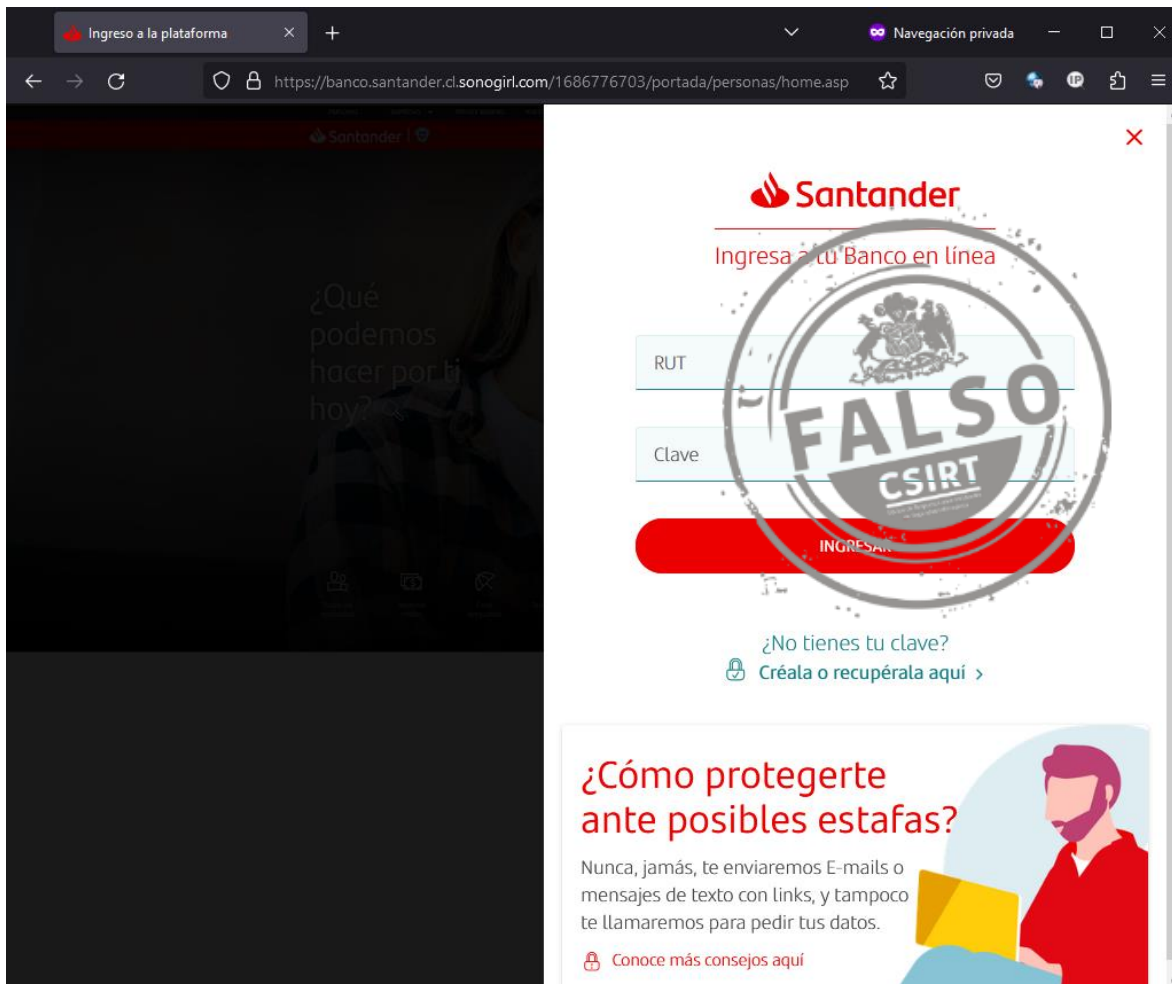 Ingreso a la plataforma
Navegación privada
https://banco.santander.cl.sonogirl.com/1686776703/portada/personas/home.asp
Santander
Santander
Ingresa a tu Banco en línea
¿Qué
podemos
hacer por ti
hoy?
RUT
Clave
FALSO
CSIRT
INGRESAR
¿No tienes tu clave?
Créala o recupérala aquí >
¿Cómo protegerte
ante posibles estafas?
Nunca, jamás, te enviaremos E-mails o
mensajes de texto con links, y tampoco
te llamaremos para pedir tus datos.
Conoce más consejos aquí